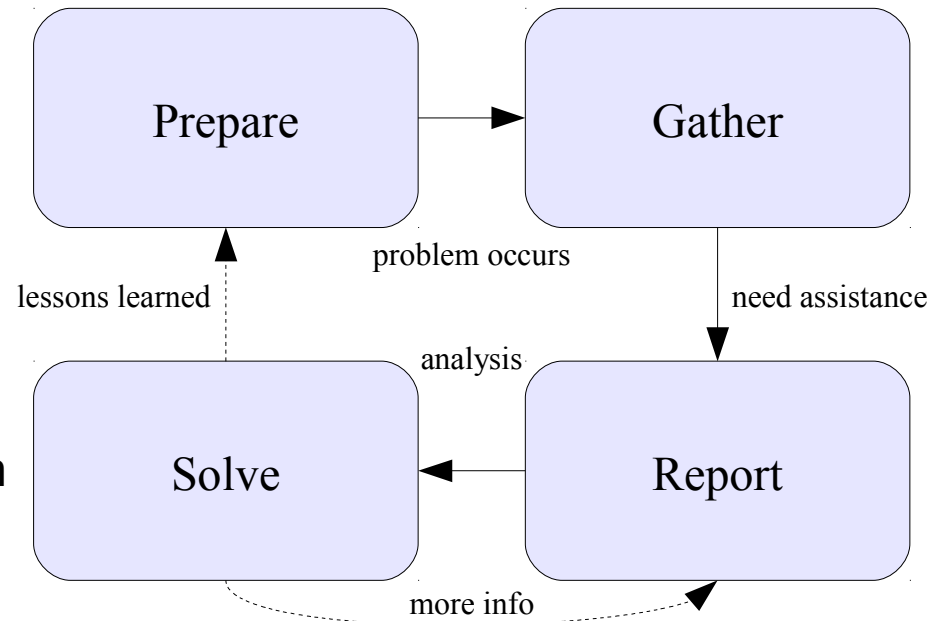 Prepare
Gather
problem occurs
lessons learned
need assistance
analysis
Solve
Report
more info